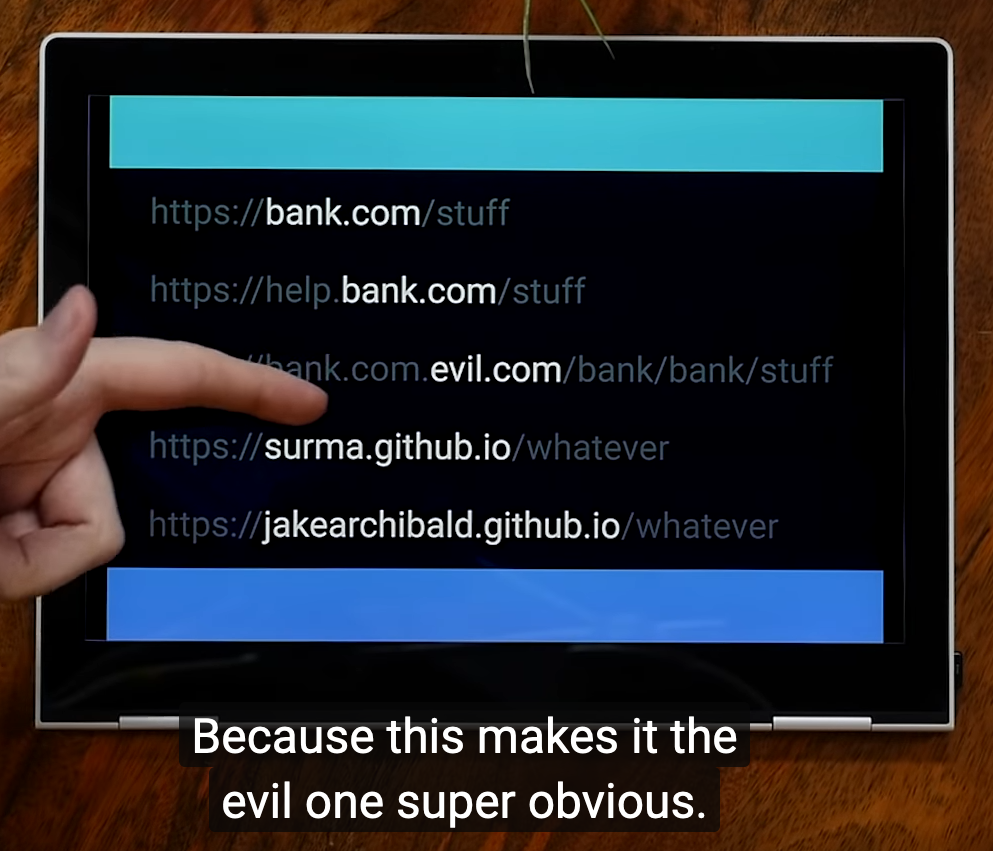 https://bank.com/stuff
https://help.bank.com/stuff
//bank.com.evil.com/bank/bank/stuff
https://surma.github.io/whatever
https://jakearchibald.github.io/whatever
Because this makes it the
evil one super obvious.